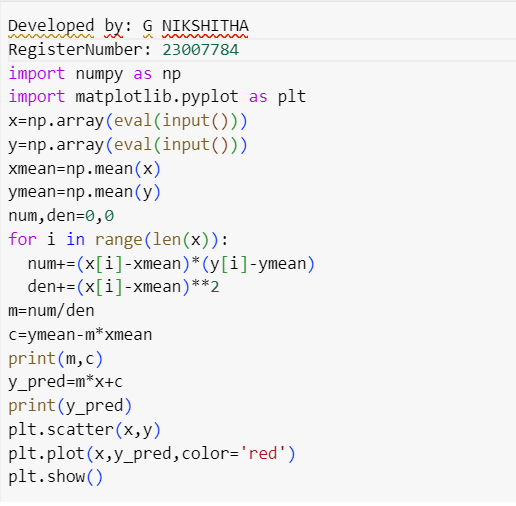 Developed by: G NIKSHITHA
RegisterNumber: 23007784
import numpy as np
import matplotlib.pyplot as plt
x=np.array(eval(input()))
y=np.array(eval(input()))
xmean=np.mean(x)
ymean=np.mean(y)
num,den=0,0
for i in range(len(x)):
  num+=(x[i]-xmean)*(y[i]-ymean)
  den+=(x[i]-xmean)**2
m=num/den
c=ymean-m*xmean
print(m,c)
y_pred=m*x+c
print(y_pred)
plt.scatter(x,y)
plt.plot(x,y_pred,color='red')
plt.show()